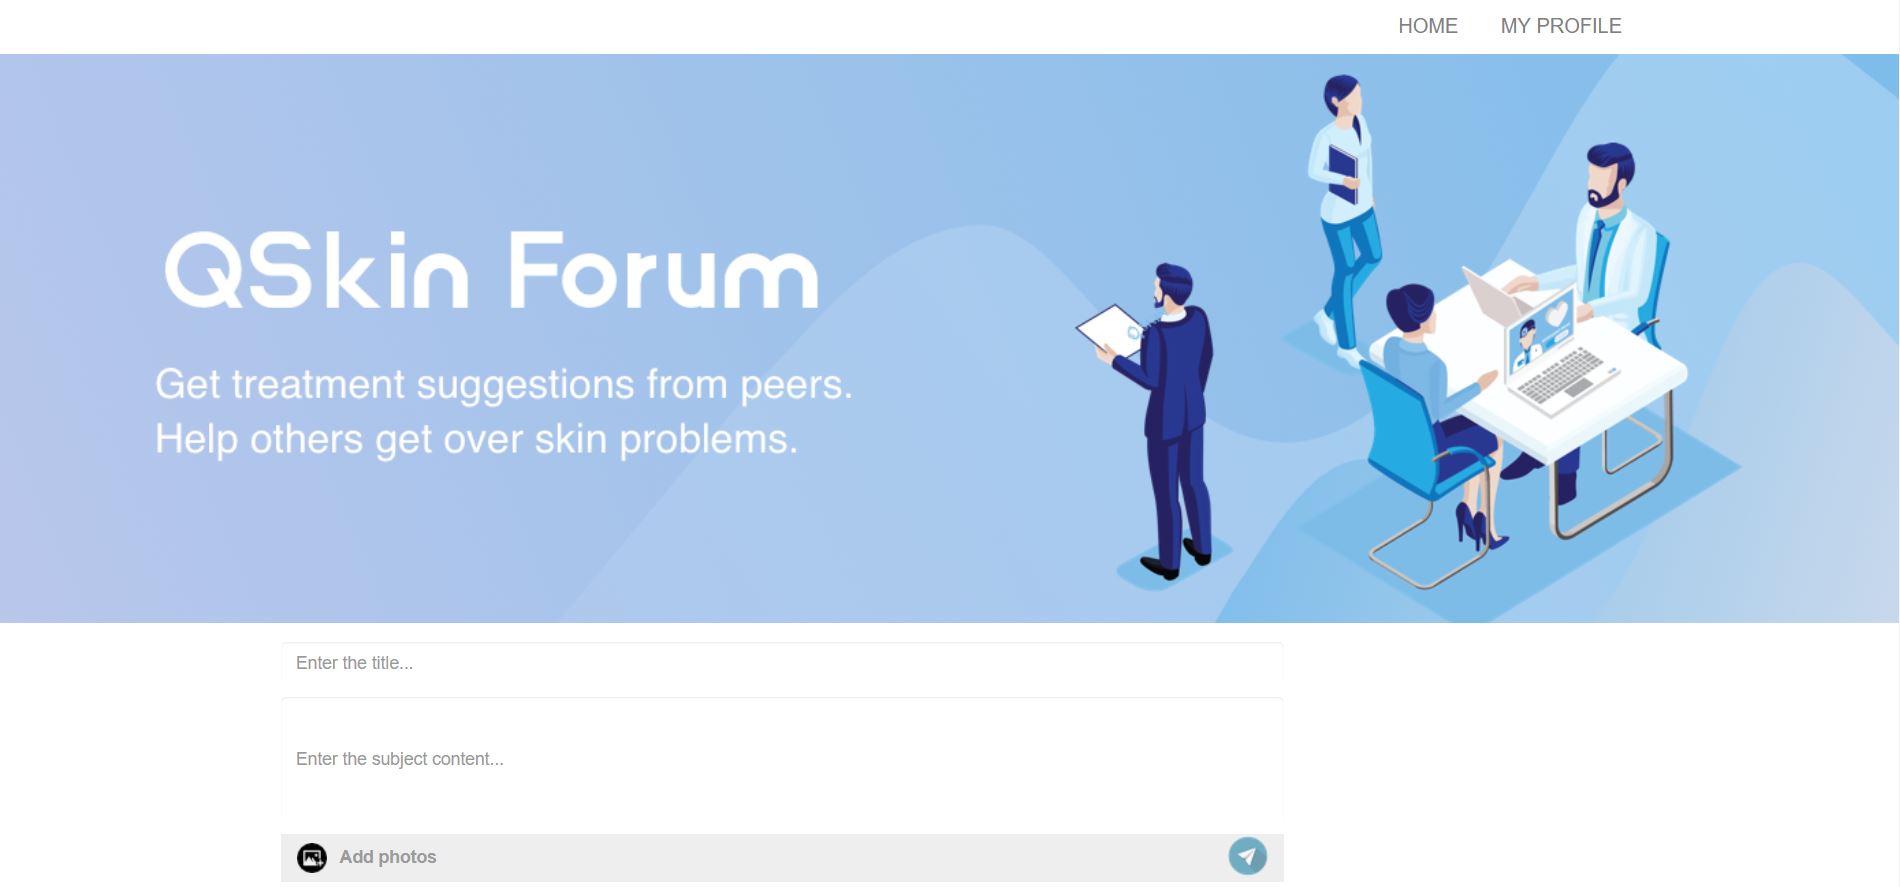 HOME MY PROFILE
QSkin Forum
Get treatment suggestions from peers.
Help others get over skin problems.
Enter the title...
Enter the subject content...
Add photos